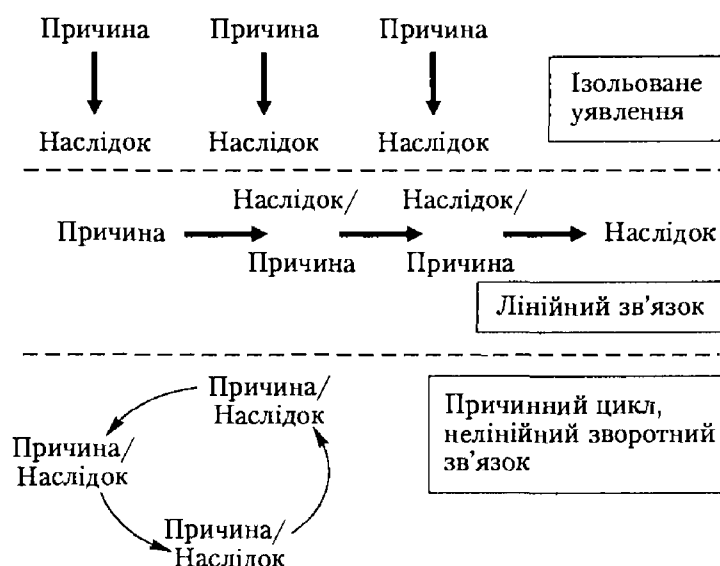 Причина Причина Причина
Наслідок Наслідок Наслідок
Ізольоване
уявлення
Наслідок/ Наслідок/
Причина Наслідок
Причина Причина
Лінійний зв'язок
Причина/
Наслідок
Причина/
Наслідок
Причина/
Наслідок
Причинний цикл,
нелінійний зворотний
зв'язок